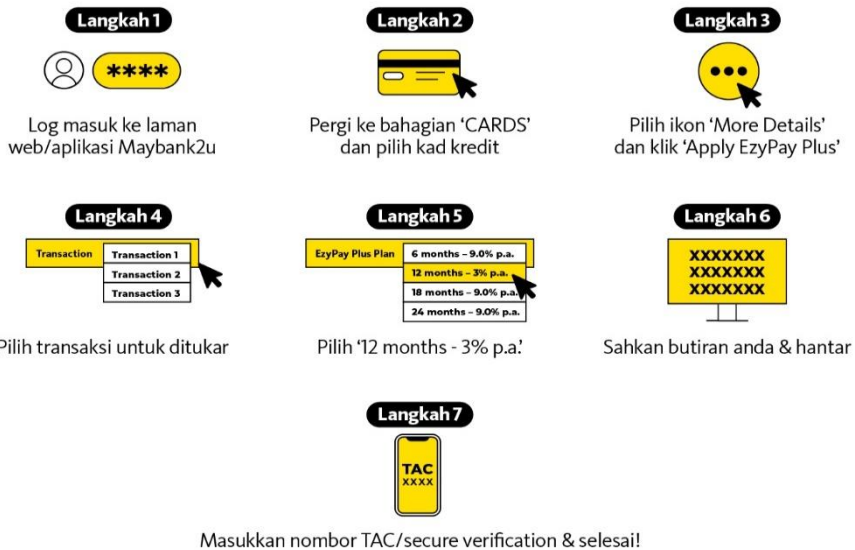 Langkah 1
****
Log masuk ke laman
web/aplikasi Maybank2u
Langkah 2
Pergi ke bahagian ‘CARDS’
dan pilih kad kredit
Langkah 3
Pilih ikon ‘More Details’
dan klik ‘Apply EzyPay Plus’
Langkah 4
Transaction
Transaction 1
Transaction 2
Transaction 3
Pilih transaksi untuk ditukar
Langkah 5
EzyPay Plus Plan
6 months – 9.0% p.a.
12 months – 3% p.a.
18 months – 9.0% p.a.
24 months – 9.0% p.a.
Pilih ‘12 months - 3% p.a.’
Langkah 6
XXXXXXX
XXXXXXX
XXXXXXX
Sahkan butiran anda & hantar
Langkah 7
TAC
XXXX
Masukkan nombor TAC/secure verification & selesai!